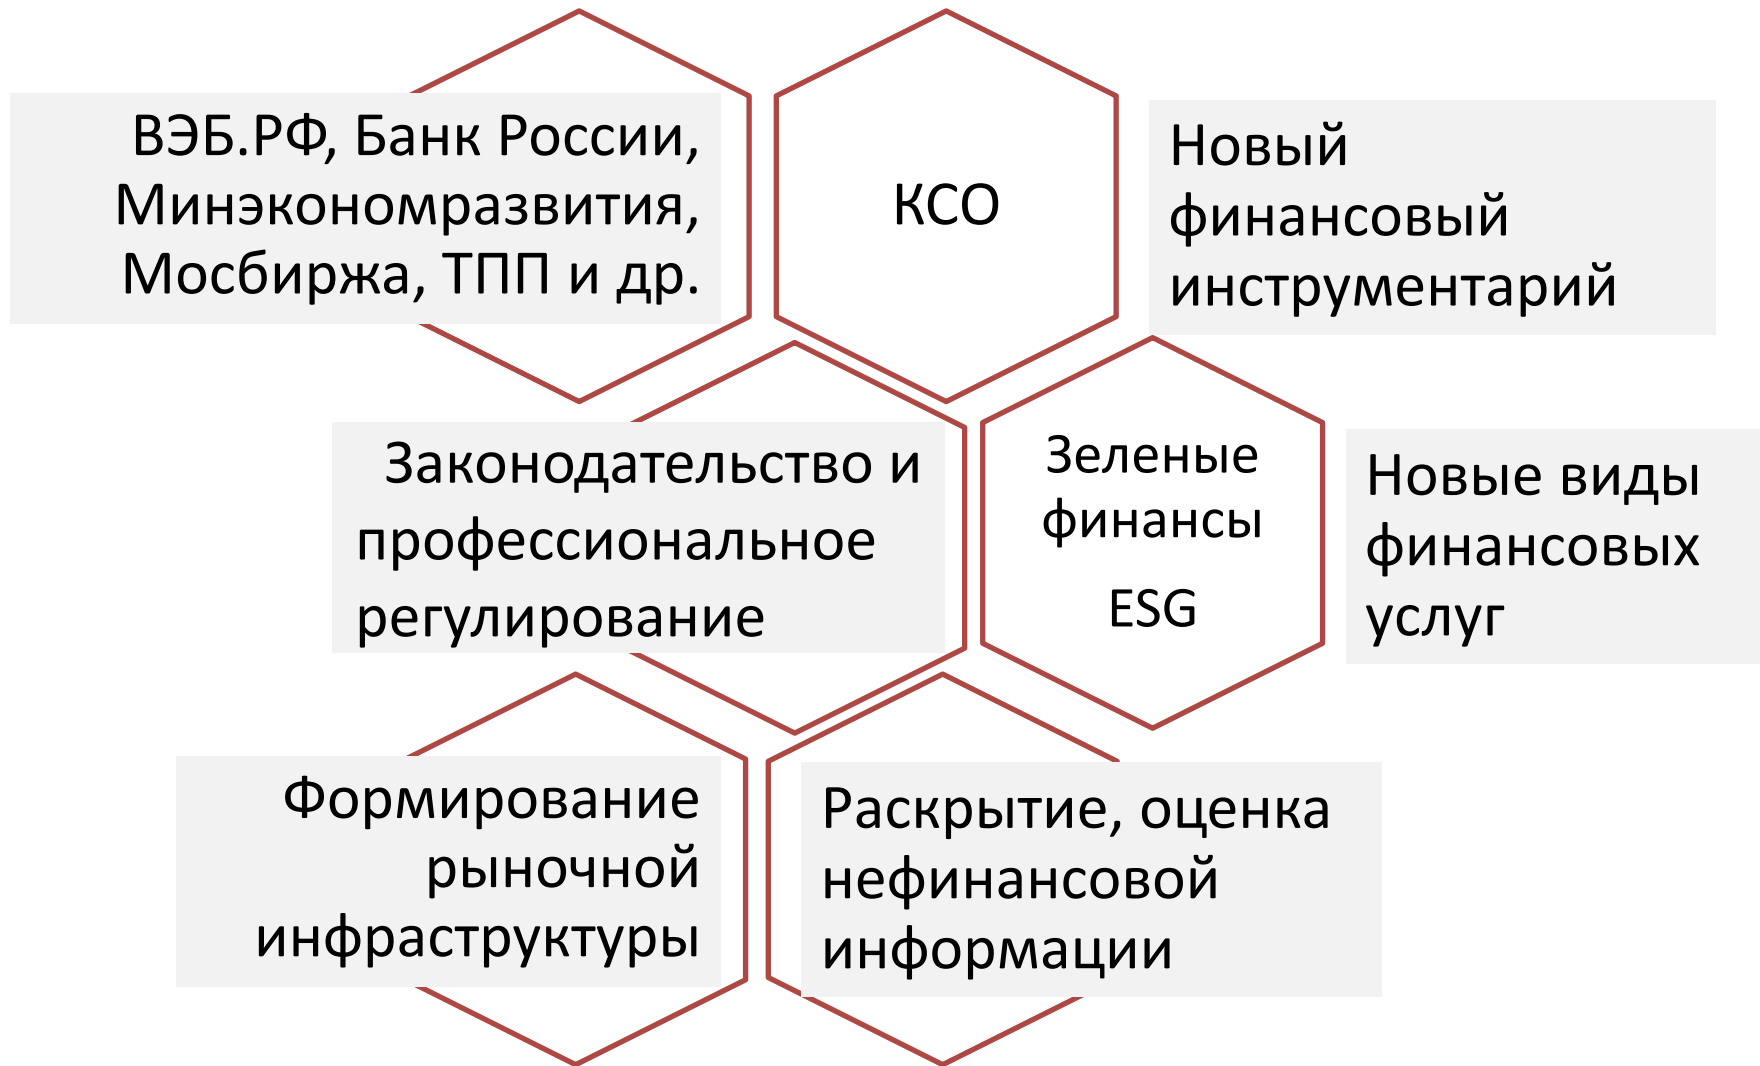 ВЭБ.РФ, Банк России,
Минэкономразвития,
Мосбиржа, ТПП и др.
КСО
Новый
финансовый
инструментарий
Законодательство и
профессиональное
регулирование
Зеленые
финансы
ESG
Новые виды
финансовых
услуг
Формирование
рыночной
инфраструктуры
Раскрытие, оценка
нефинансовой
информации